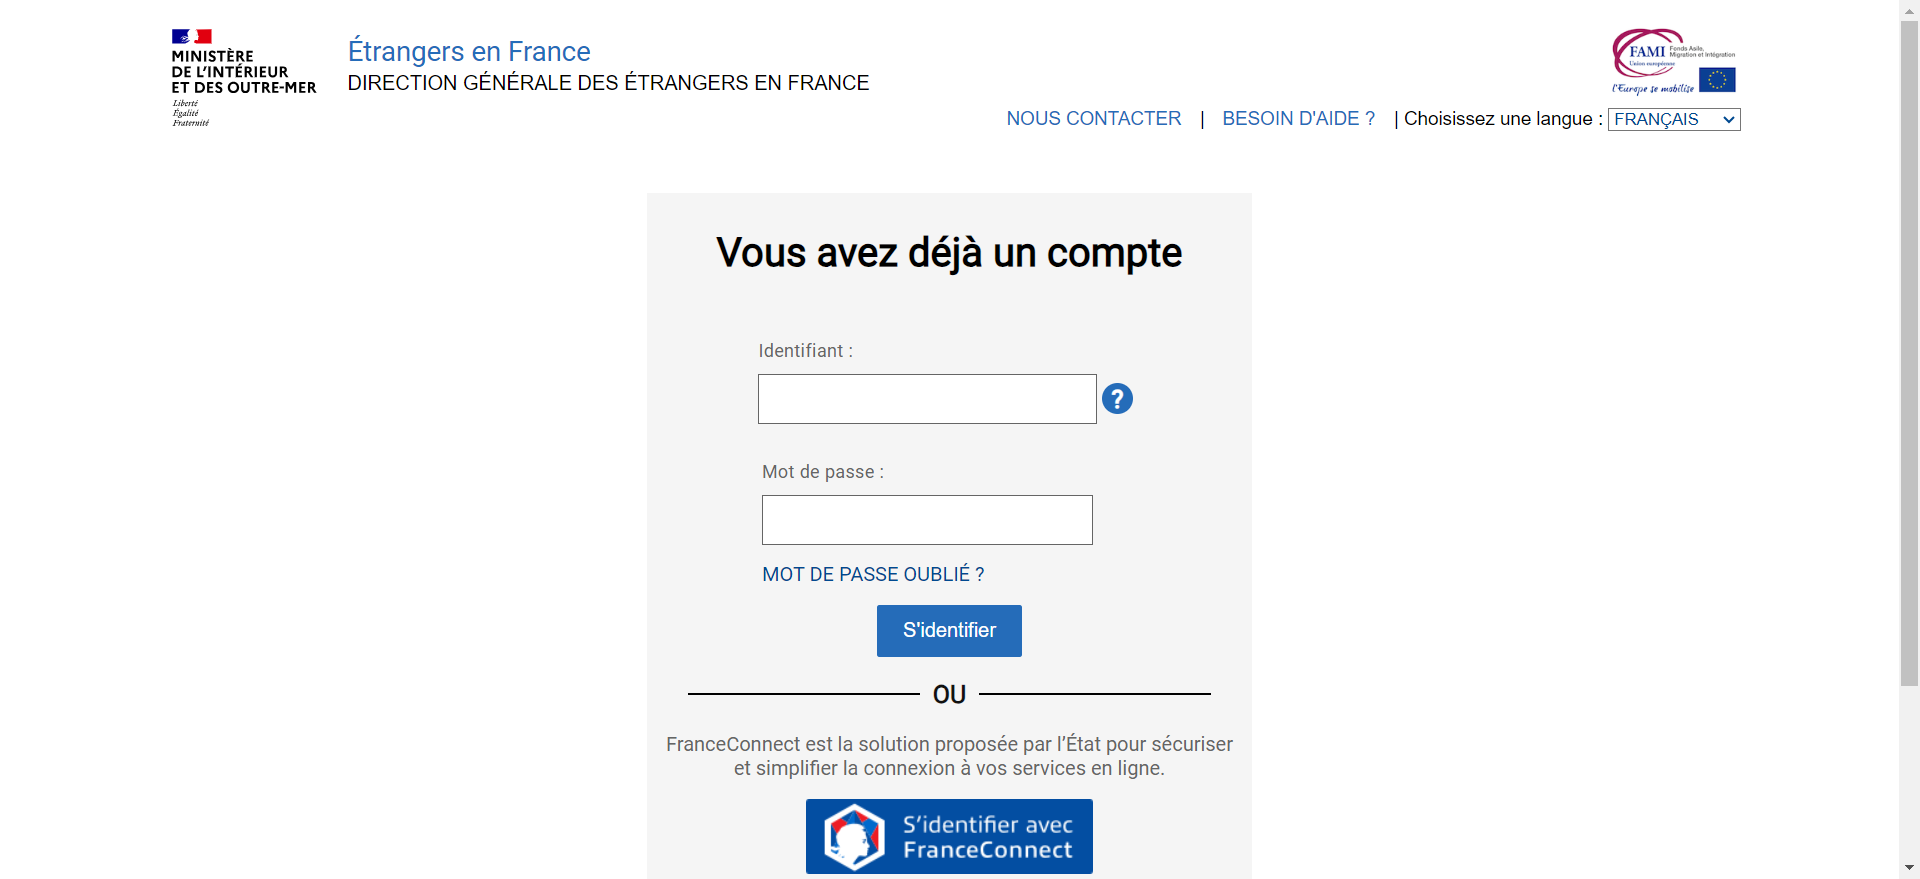 MINISTÈRE
DE L'INTÉRIEUR
ET DES OUTRE-MER
Liberté
Égalité
Fraternité
Étrangers en France
DIRECTION GÉNÉRALE DES ÉTRANGERS EN FRANCE
FAMI Fonds Asile,
Migration et Intégration
Union européenne
l'Europe se mobilise
NOUS CONTACTER | BESOIN D'AIDE ? | Choisissez une langue : FRANÇAIS
Vous avez déjà un compte
Identifiant :
?
Mot de passe :
MOT DE PASSE OUBLIÉ ?
S'identifier
OU
FranceConnect est la solution proposée par l’État pour sécuriser
et simplifier la connexion à vos services en ligne.
S’identifier avec
FranceConnect